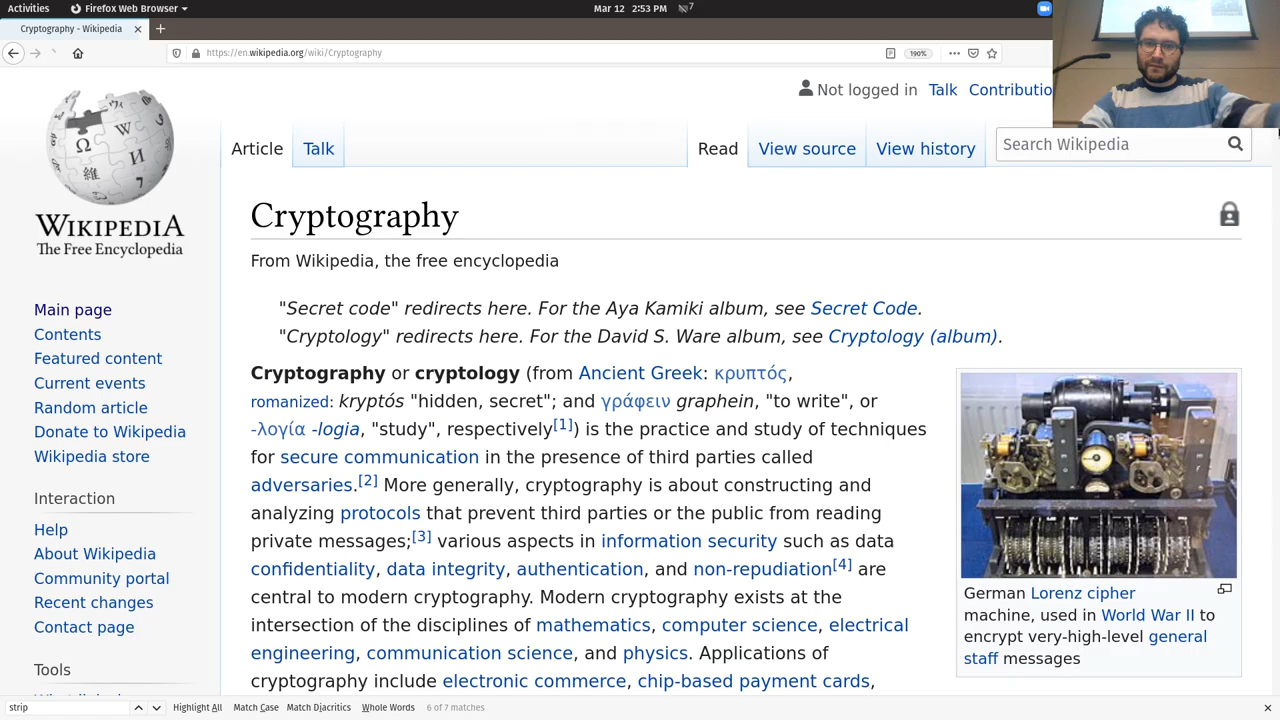 Activities
Firefox Web Browser
Mar 12 2:53 PM
7
Cryptography - Wikipedia
https://en.wikipedia.org/wiki/Cryptography
190%
Not logged in Talk Contributio
Article Talk Read View source View history
Search Wikipedia
WIKIPEDIA
The Free Encyclopedia
Main page
Contents
Featured content
Current events
Random article
Donate to Wikipedia
Wikipedia store
Interaction
Help
About Wikipedia
Community portal
Recent changes
Contact page
Tools
Cryptography
From Wikipedia, the free encyclopedia
"Secret code" redirects here. For the Aya Kamiki album, see Secret Code.
"Cryptology" redirects here. For the David S. Ware album, see Cryptology (album).
Cryptography or cryptology (from Ancient Greek: κρυπτός,
romanized: kryptós "hidden, secret"; and γράφειν graphein, "to write", or
-λογία -logia, "study", respectively[1]) is the practice and study of techniques
for secure communication in the presence of third parties called
adversaries.[2] More generally, cryptography is about constructing and
analyzing protocols that prevent third parties or the public from reading
private messages;[3] various aspects in information security such as data
confidentiality, data integrity, authentication, and non-repudiation[4] are
central to modern cryptography. Modern cryptography exists at the
intersection of the disciplines of mathematics, computer science, electrical
engineering, communication science, and physics. Applications of
cryptography include electronic commerce, chip-based payment cards,
German Lorenz cipher
machine, used in World War II to
encrypt very-high-level general
staff messages
strip
Highlight All Match Case Match Diacritics Whole Words 6 of 7 matches